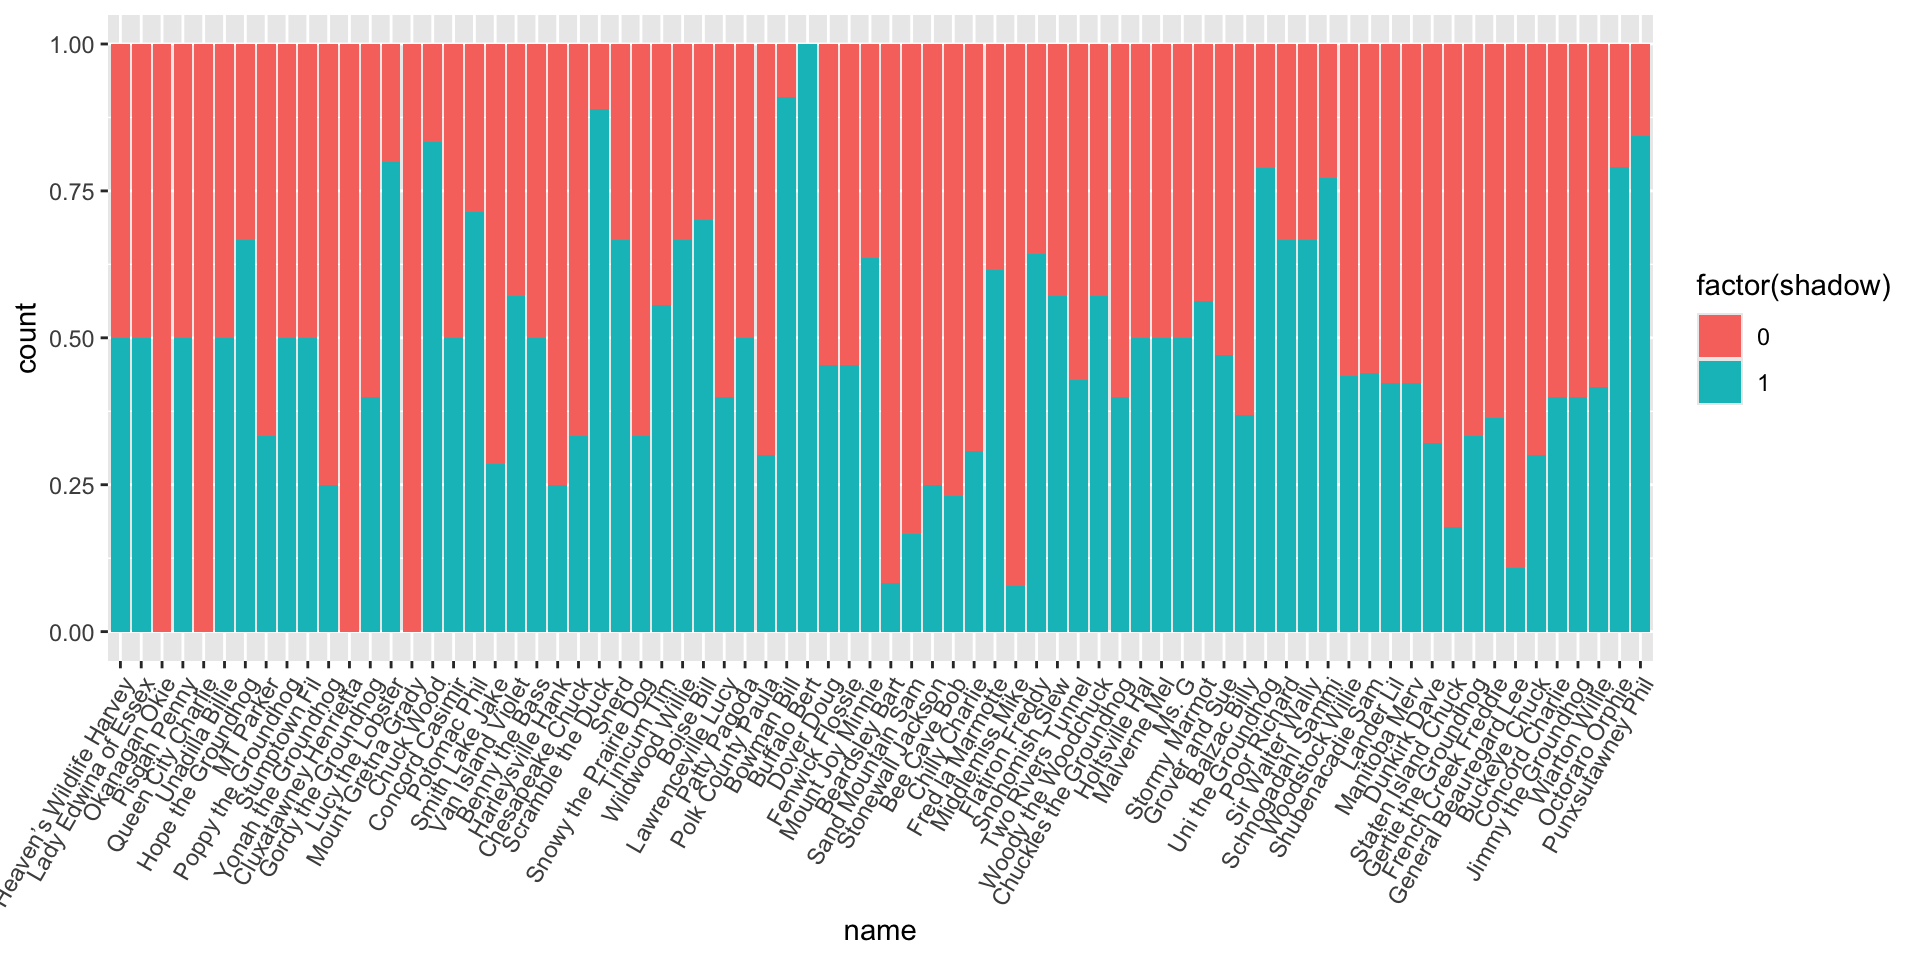 1.00
0.75
0.50
0.25
0.00
count
Heaven's Wildlife Harvey
Lady Edwina of Essex
Okanagan Okie
Pisgah Penny
Queen City Charlie
Unadilla Billie
Hope the Groundhog
MT Parker
Poppy the Groundhog
Stumptown Fil
Yonah the Groundhog
Cluxatawney Henrietta
Gordy the Groundhog
Lucy the Lobster
Mount Gretna Grady
Chuck Wood
Concord Casimir
Potomac Phil
Smith Lake Jake
Van Island Violet
Benny the Bass
Harleysville Hank
Chesapeake Chuck
Scramble the Duck
Snerd
Snowy the Prairie Dog
Tinicum Tim
Wildwood Willie
Boise Bill
Lawrenceville Lucy
Patty Pagoda
Polk County Paula
Bowman Bill
Buffalo Bert
Dover Doug
Fenwick Flossie
Mount Joy Minnie
Beardsley Bart
Sand Mountain Sam
Stonewall Jackson
Bee Cave Bob
Chilly Charlie
Fred la Marmotte
Middlemiss Mike
Flatiron Freddy
Snohomish Slew
Two Rivers Tunnel
Woody the Woodchuck
Chuckles the Groundhog
Holtsville Hal
Malverne Mel
Ms. G
Stormy Marmot
Grover and Sue
Balzac Billy
Uni the Groundhog
Poor Richard
Sir Walter Wally
Schnogadahl Sammi
Woodstock Willie
Shubenacadie Sam
Lander Lil
Manitoba Merv
Dunkirk Dave
Staten Island Chuck
Gertie the Groundhog
French Creek Freddie
General Beauregard Lee
Buckeye Chuck
Concord Charlie
Jimmy the Groundhog
Wiarton Willie
Octoraro Orphie
Punxsutawney Phil
name
factor(shadow)
0
1